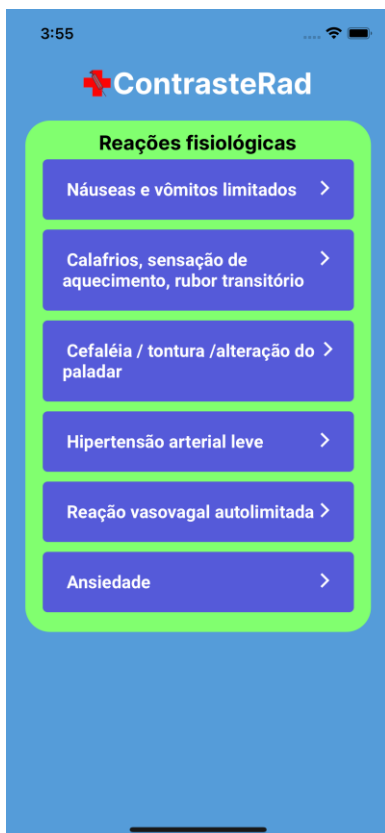 3:55
ContrasteRad
Reações fisiológicas
Náuseas e vômitos limitados
Calafrios, sensação de
aquecimento, rubor transitório
Cefaléia / tontura /alteração do
paladar
Hipertensão arterial leve
Reação vasovagal autolimitada
Ansiedade